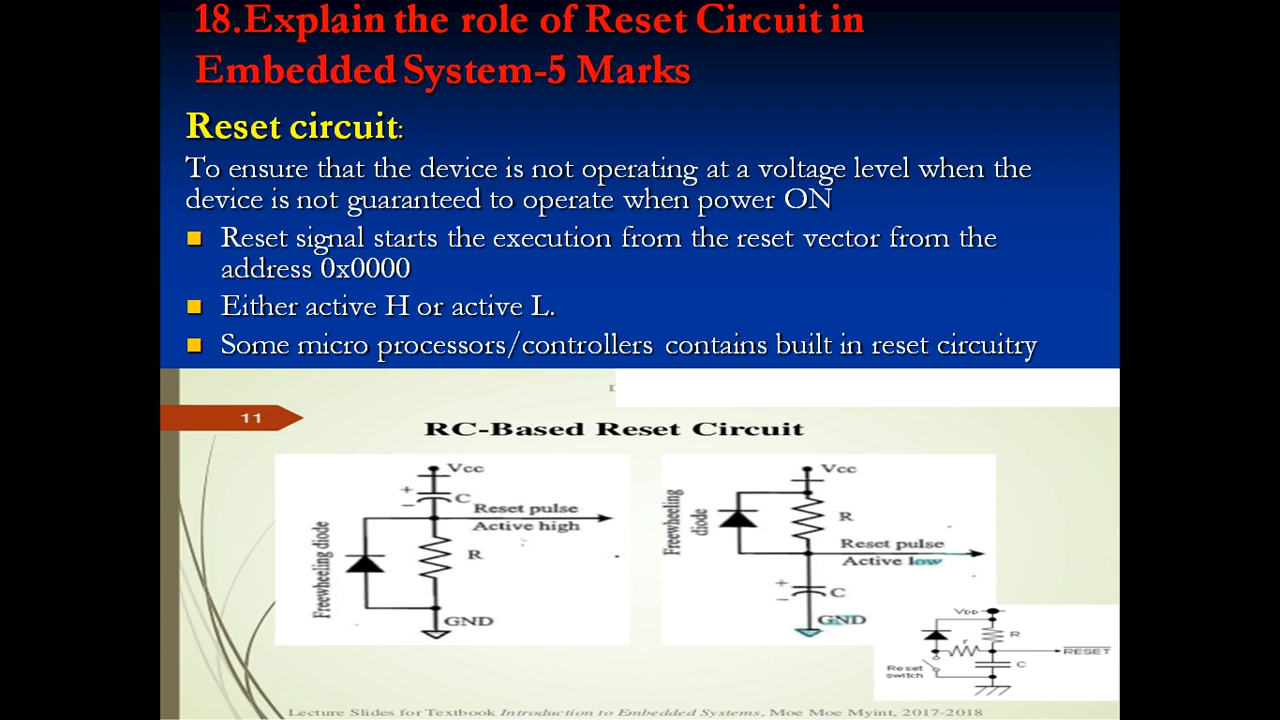 18.Explain the role of Reset Circuit in
Embedded System-5 Marks
Reset circuit:
To ensure that the device is not operating at a voltage level when the
device is not guaranteed to operate when power ON
Reset signal starts the execution from the reset vector from the
address 0x0000
Either active H or active L.
Some micro processors/controllers contains built in reset circuitry
11
RC-Based Reset Circuit
Vcc
+
C
-
Reset pulse
Active high
Freewheeling diode
R
GND
Vcc
Freewheeling
diode
R
Reset pulse
Active low
+
C
-
GND
VDD
R
r
RESET
Reset
switch
C
Lecture Slides for Textbook Introduction to Embedded Systems, Moe Moe Myint, 2017-2018